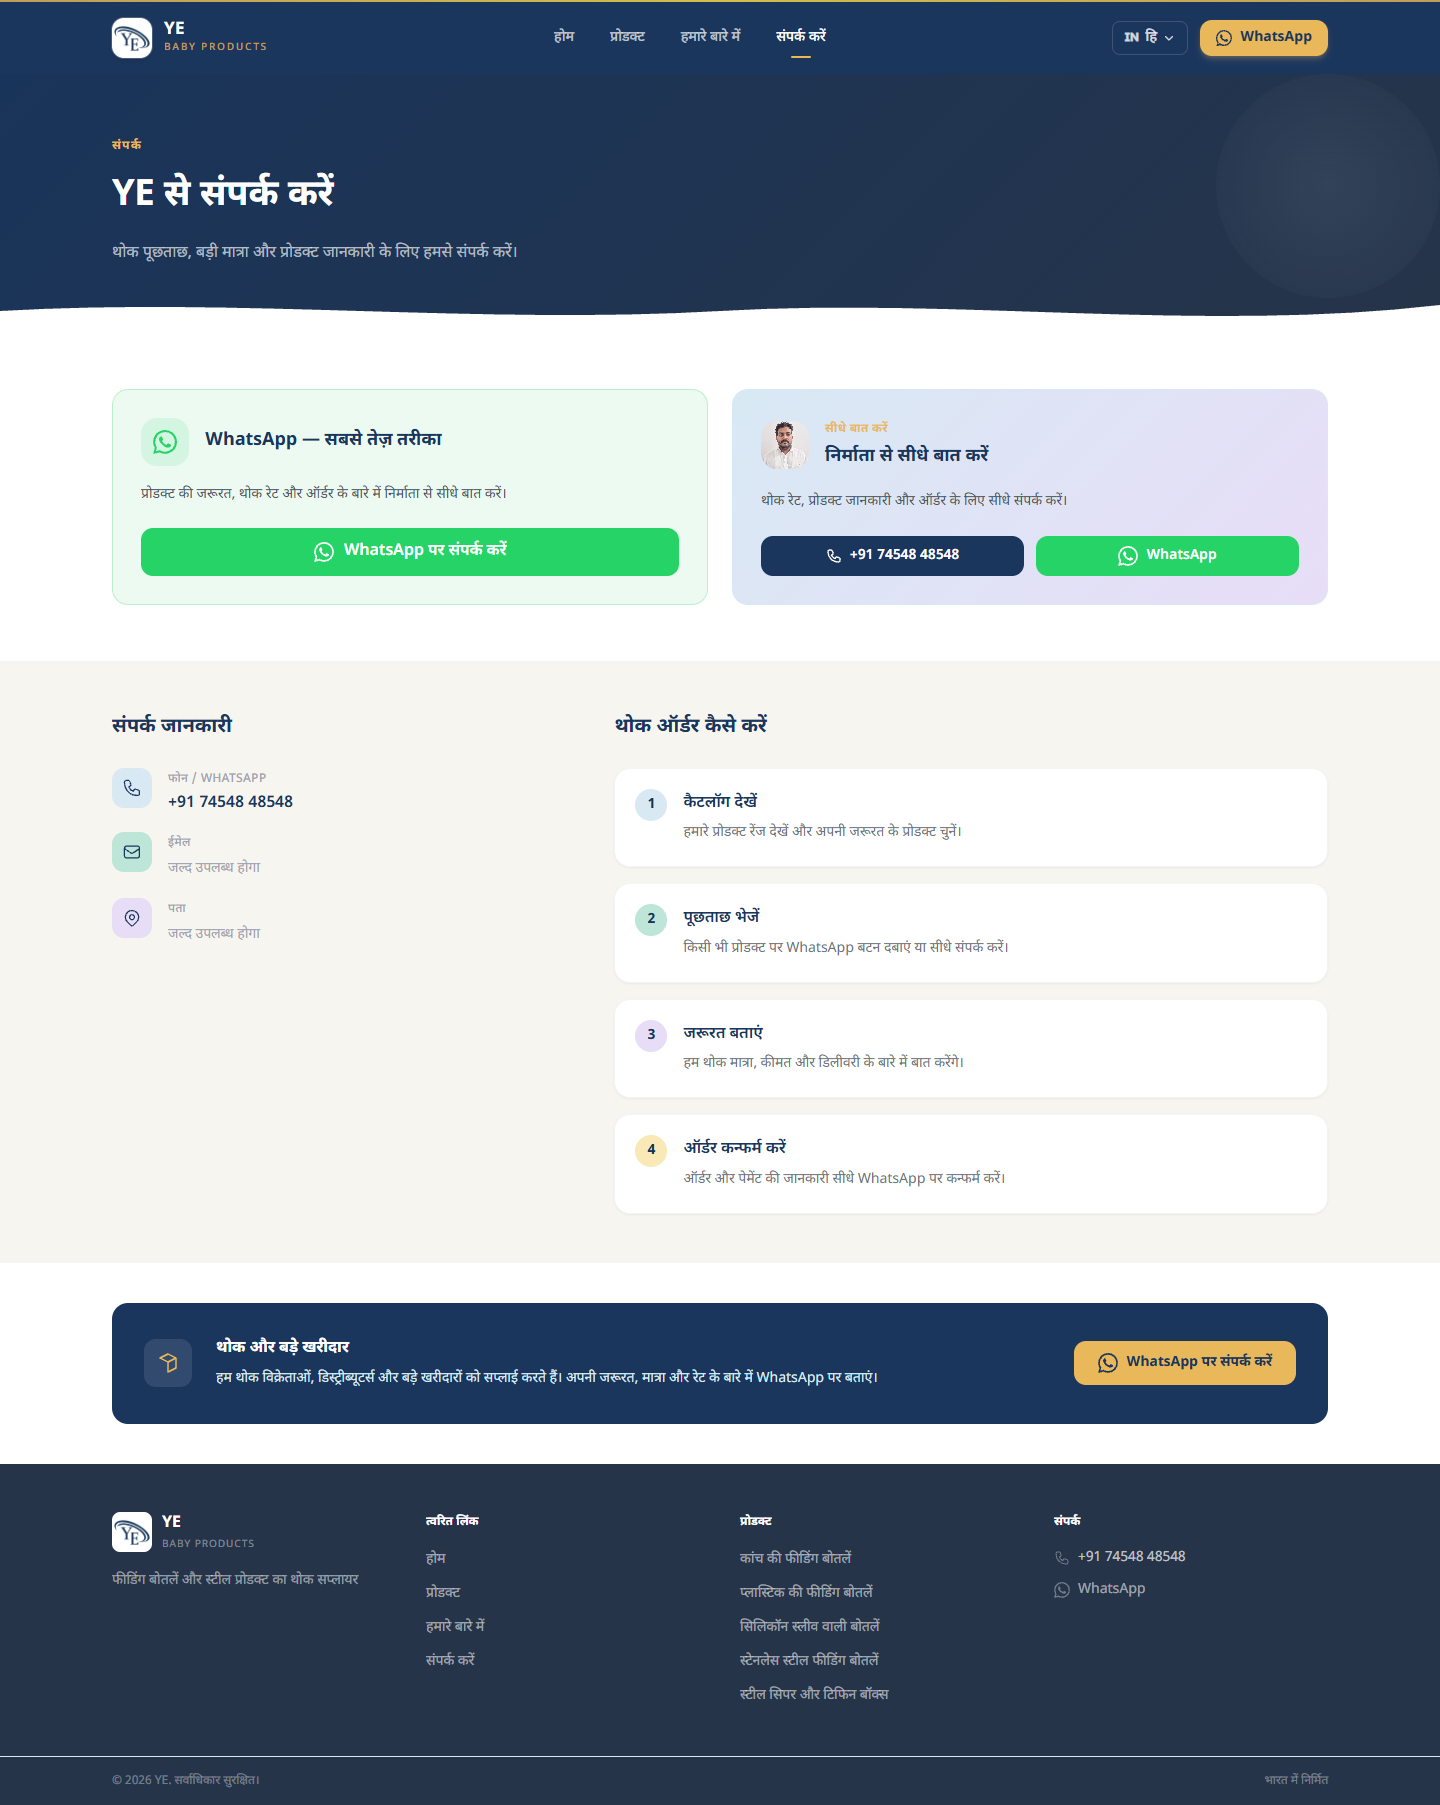 YE
BABY PRODUCTS
होम
प्रोडक्ट
हमारे बारे में
संपर्क करें
IN हि
WhatsApp
संपर्क
YE से संपर्क करें
थोक पूछताछ, बड़ी मात्रा और प्रोडक्ट जानकारी के लिए हमसे संपर्क करें।
WhatsApp — सबसे तेज़ तरीका
प्रोडक्ट की जरूरत, थोक रेट और ऑर्डर के बारे में निर्माता से सीधे बात करें।
WhatsApp पर संपर्क करें
सीधे बात करें
निर्माता से सीधे बात करें
थोक रेट, प्रोडक्ट जानकारी और ऑर्डर के लिए सीधे संपर्क करें।
+91 74548 48548
WhatsApp
संपर्क जानकारी
फोन / WHATSAPP
+91 74548 48548
ईमेल
जल्द उपलब्ध होगा
पता
जल्द उपलब्ध होगा
थोक ऑर्डर कैसे करें
1
कैटलॉग देखें
हमारे प्रोडक्ट रेंज देखें और अपनी जरूरत के प्रोडक्ट चुनें।
2
पूछताछ भेजें
किसी भी प्रोडक्ट पर WhatsApp बटन दबाएं या सीधे संपर्क करें।
3
जरूरत बताएं
हम थोक मात्रा, कीमत और डिलीवरी के बारे में बात करेंगे।
4
ऑर्डर कन्फर्म करें
ऑर्डर और पेमेंट की जानकारी सीधे WhatsApp पर कन्फर्म करें।
थोक और बड़े खरीदार
हम थोक विक्रेताओं, डिस्ट्रीब्यूटर्स और बड़े खरीदारों को सप्लाई करते हैं। अपनी जरूरत, मात्रा और रेट के बारे में WhatsApp पर बताएं।
WhatsApp पर संपर्क करें
YE
BABY PRODUCTS
फीडिंग बोतलें और स्टील प्रोडक्ट का थोक सप्लायर
त्वरित लिंक
होम
प्रोडक्ट
हमारे बारे में
संपर्क करें
प्रोडक्ट
कांच की फीडिंग बोतलें
प्लास्टिक की फीडिंग बोतलें
सिलिकॉन स्लीव वाली बोतलें
स्टेनलेस स्टील फीडिंग बोतलें
स्टील सिपर और टिफिन बॉक्स
संपर्क
+91 74548 48548
WhatsApp
© 2026 YE. सर्वाधिकार सुरक्षित।
भारत में निर्मित